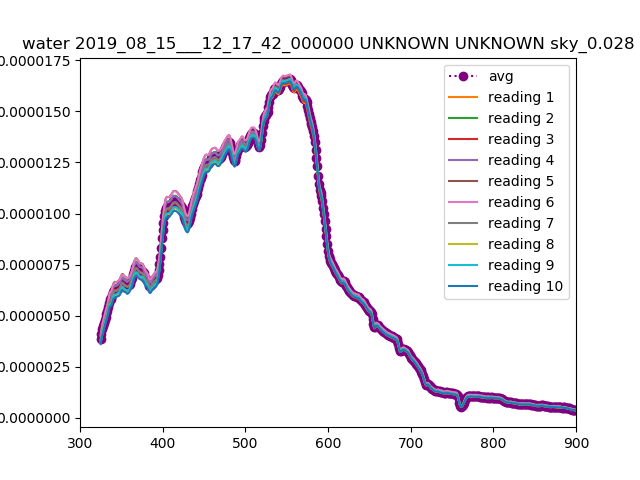 water 2019_08_15___12_17_42_000000 UNKNOWN UNKNOWN sky_0.028
0.0000175
0.0000150
0.0000125
0.0000100
0.0000075
0.0000050
0.0000025
0.0000000
300 400 500 600 700 800 900
avg
reading 1
reading 2
reading 3
reading 4
reading 5
reading 6
reading 7
reading 8
reading 9
reading 10